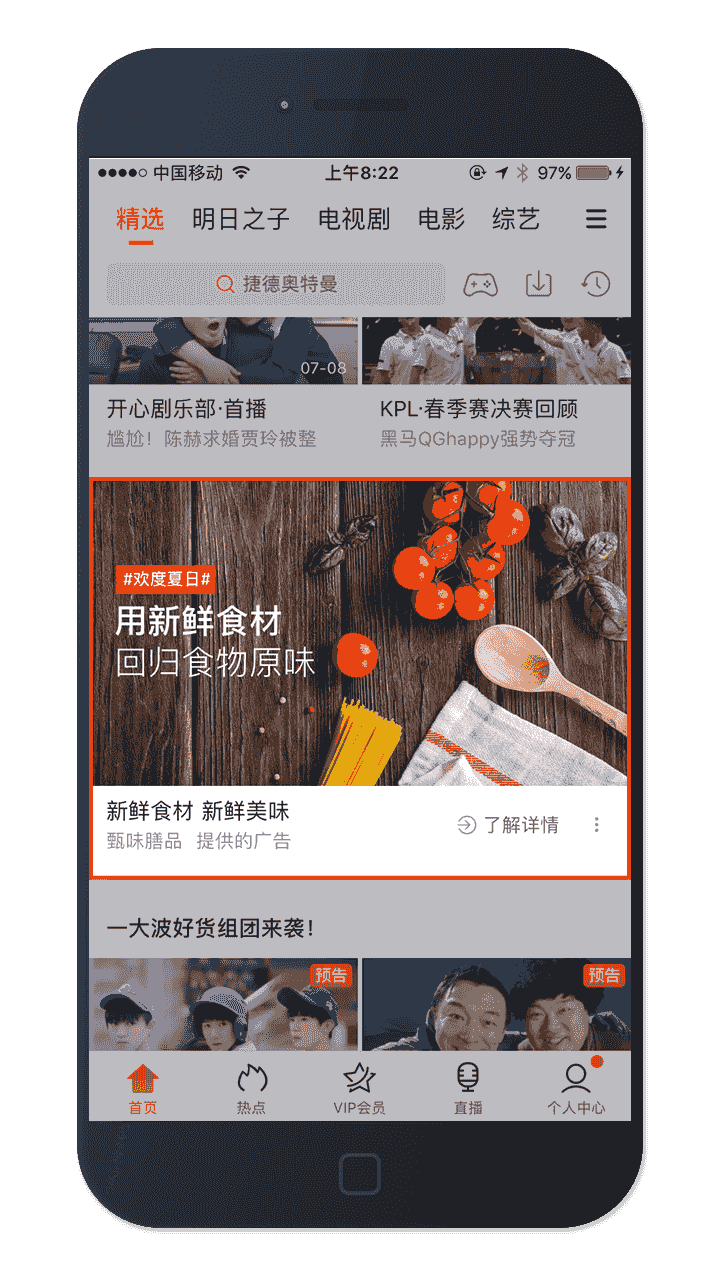 中国移动 上午8:22 97%
精选 明日之子 电视剧 电影 综艺
捷德奥特曼
07-08
开心剧乐部·首播 KPL·春季赛决赛回顾
尴尬！陈赫求婚贾玲被整 黑马QGhappy强势夺冠
#欢度夏日#
用新鲜食材
回归食物原味
新鲜食材 新鲜美味
甄味膳品 提供的广告 了解详情
一大波好货组团来袭！
预告 预告
首页 热点 VIP会员 直播 个人中心